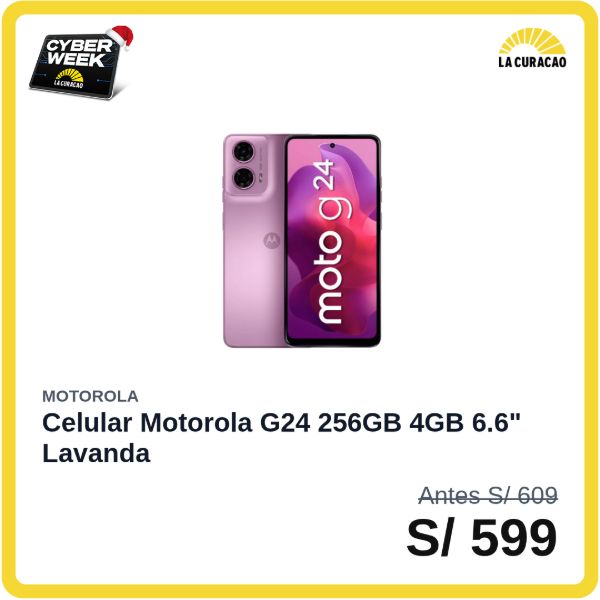 CYBER
WEEK
LA CURACAO
LA CURACAO
moto g24
MOTOROLA
Celular Motorola G24 256GB 4GB 6.6"
Lavanda
Antes S/ 609
S/ 599